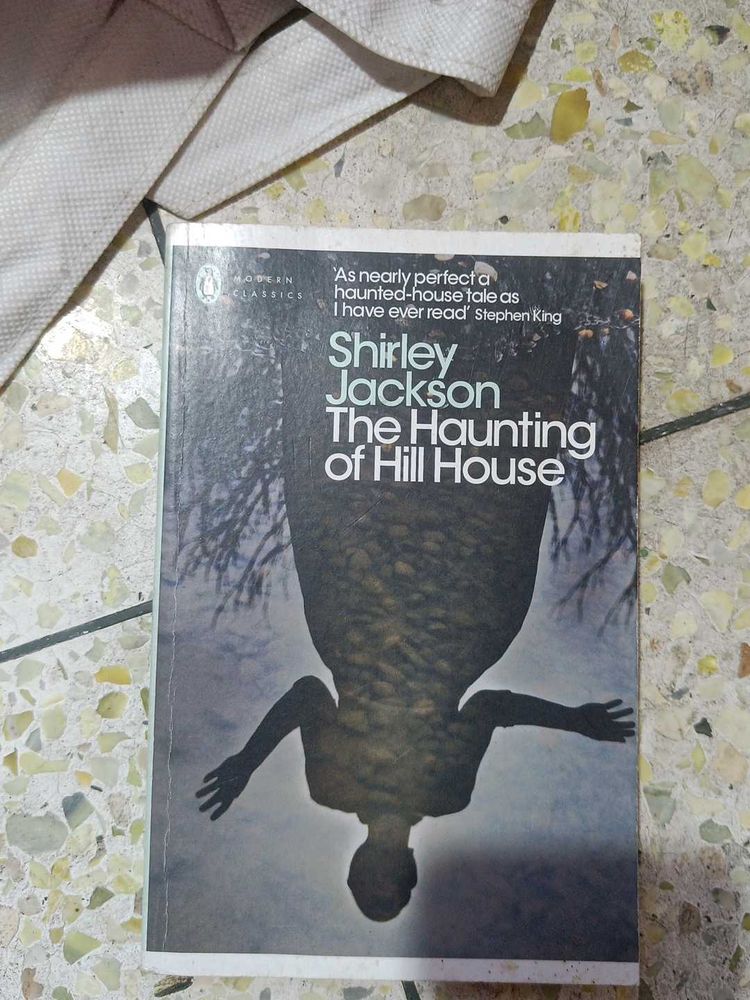 MODERN
CLASSICS
'As nearly perfect a
haunted-house tale as
I have ever read' Stephen King
Shirley
Jackson
The Haunting
of Hill House